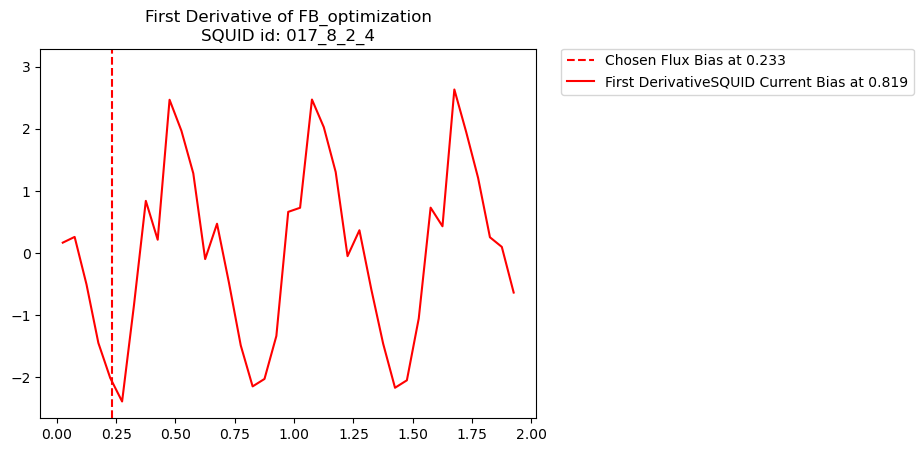 First Derivative of FB_optimization
SQUID id: 017_8_2_4
Chosen Flux Bias at 0.233
First DerivativeSQUID Current Bias at 0.819
3
2
1
0
−1
−2
0.00 0.25 0.50 0.75 1.00 1.25 1.50 1.75 2.00